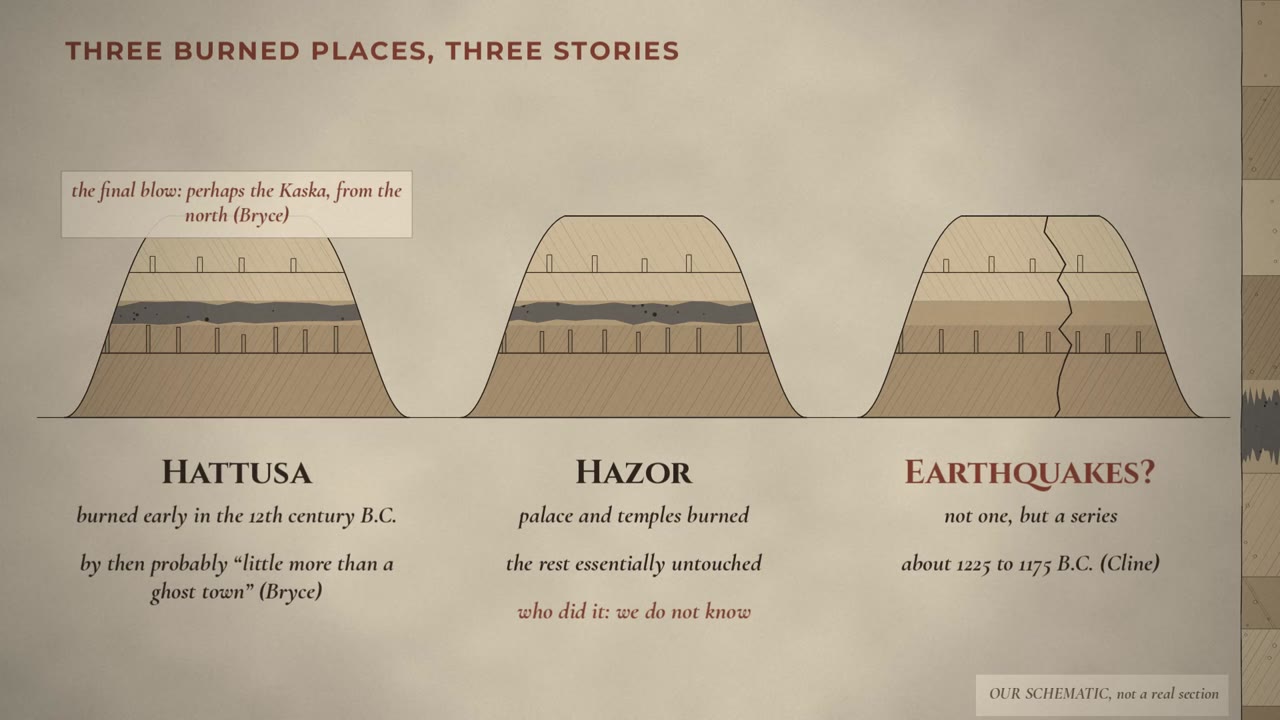 THREE BURNED PLACES, THREE STORIES
the final blow: perhaps the Kaska, from the
north (Bryce)
HATTUSA
burned early in the 12th century B.C.
by then probably “little more than a
ghost town” (Bryce)
HAZOR
palace and temples burned
the rest essentially untouched
who did it: we do not know
EARTHQUAKES?
not one, but a series
about 1225 to 1175 B.C. (Cline)
OUR SCHEMATIC, not a real section